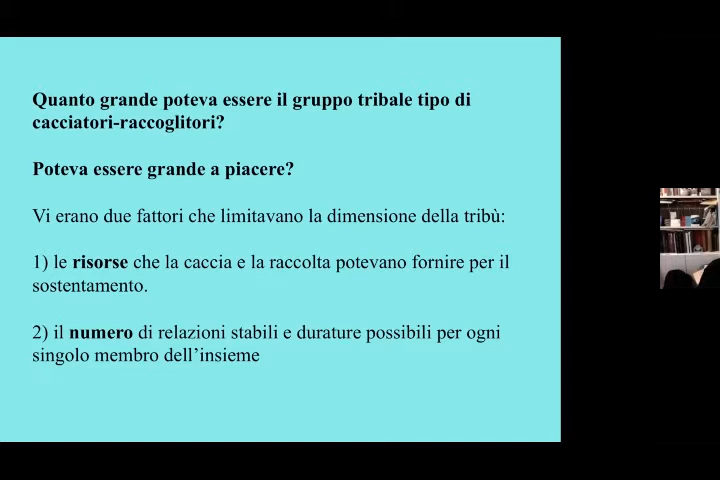 Quanto grande poteva essere il gruppo tribale tipo di
cacciatori-raccoglitori?
Poteva essere grande a piacere?
Vi erano due fattori che limitavano la dimensione della tribù:
1) le risorse che la caccia e la raccolta potevano fornire per il
sostentamento.
2) il numero di relazioni stabili e durature possibili per ogni
singolo membro dell'insieme